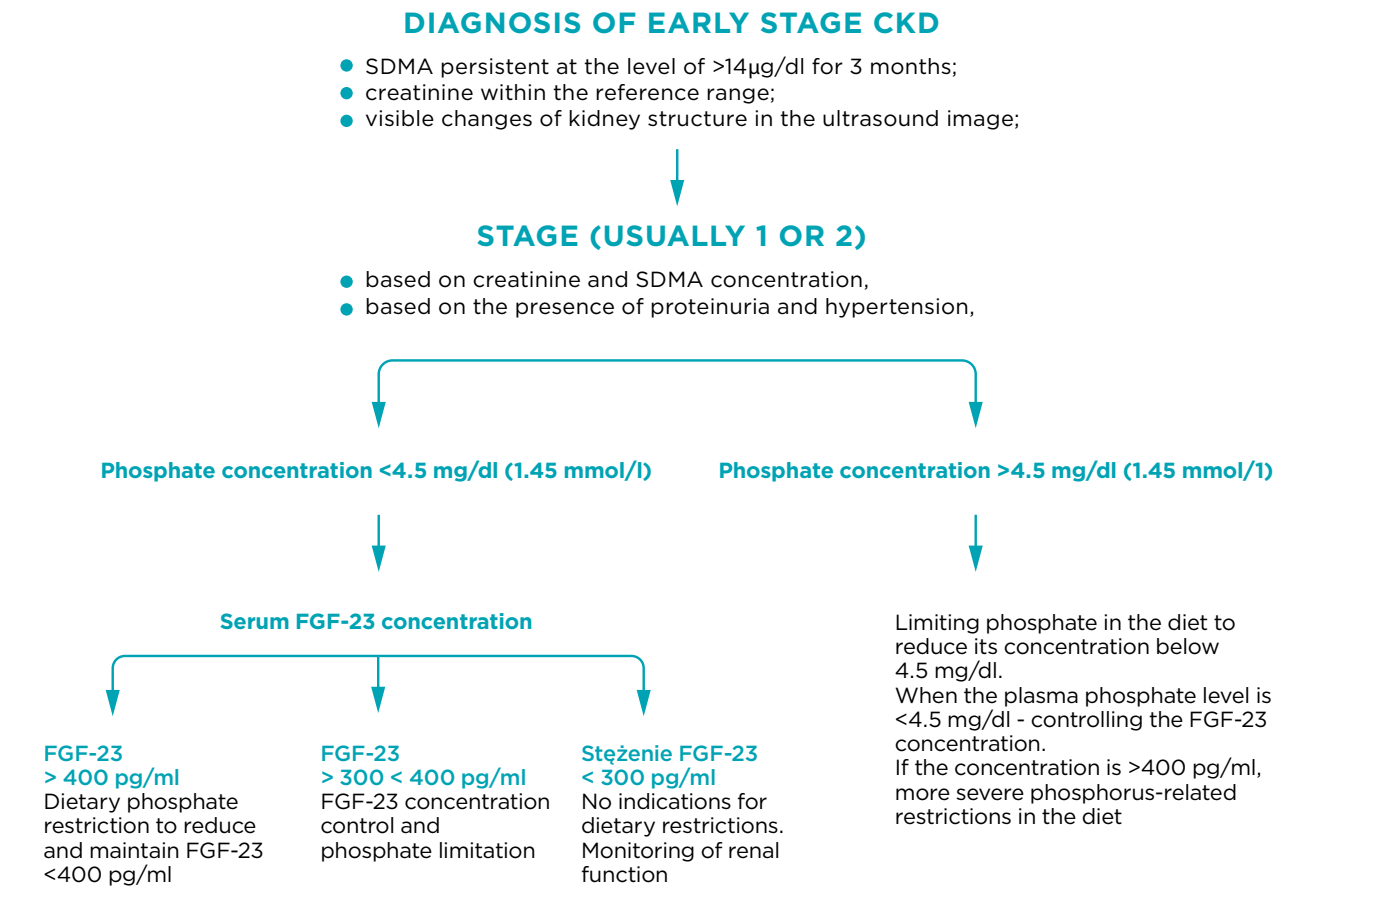 DIAGNOSIS OF EARLY STAGE CKD
SDMA persistent at the level of >14µg/dl for 3 months;
creatinine within the reference range;
visible changes of kidney structure in the ultrasound image;
STAGE (USUALLY 1 OR 2)
based on creatinine and SDMA concentration,
based on the presence of proteinuria and hypertension,
Phosphate concentration <4.5 mg/dl (1.45 mmol/l)
Phosphate concentration >4.5 mg/dl (1.45 mmol/1)
Serum FGF-23 concentration
FGF-23
> 400 pg/ml
Dietary phosphate
restriction to reduce
and maintain FGF-23
<400 pg/ml
FGF-23
> 300 < 400 pg/ml
FGF-23 concentration
control and
phosphate limitation
Stężenie FGF-23
< 300 pg/ml
No indications for
dietary restrictions.
Monitoring of renal
function
Limiting phosphate in the diet to
reduce its concentration below
4.5 mg/dl.
When the plasma phosphate level is
<4.5 mg/dl - controlling the FGF-23
concentration.
If the concentration is >400 pg/ml,
more severe phosphorus-related
restrictions in the diet